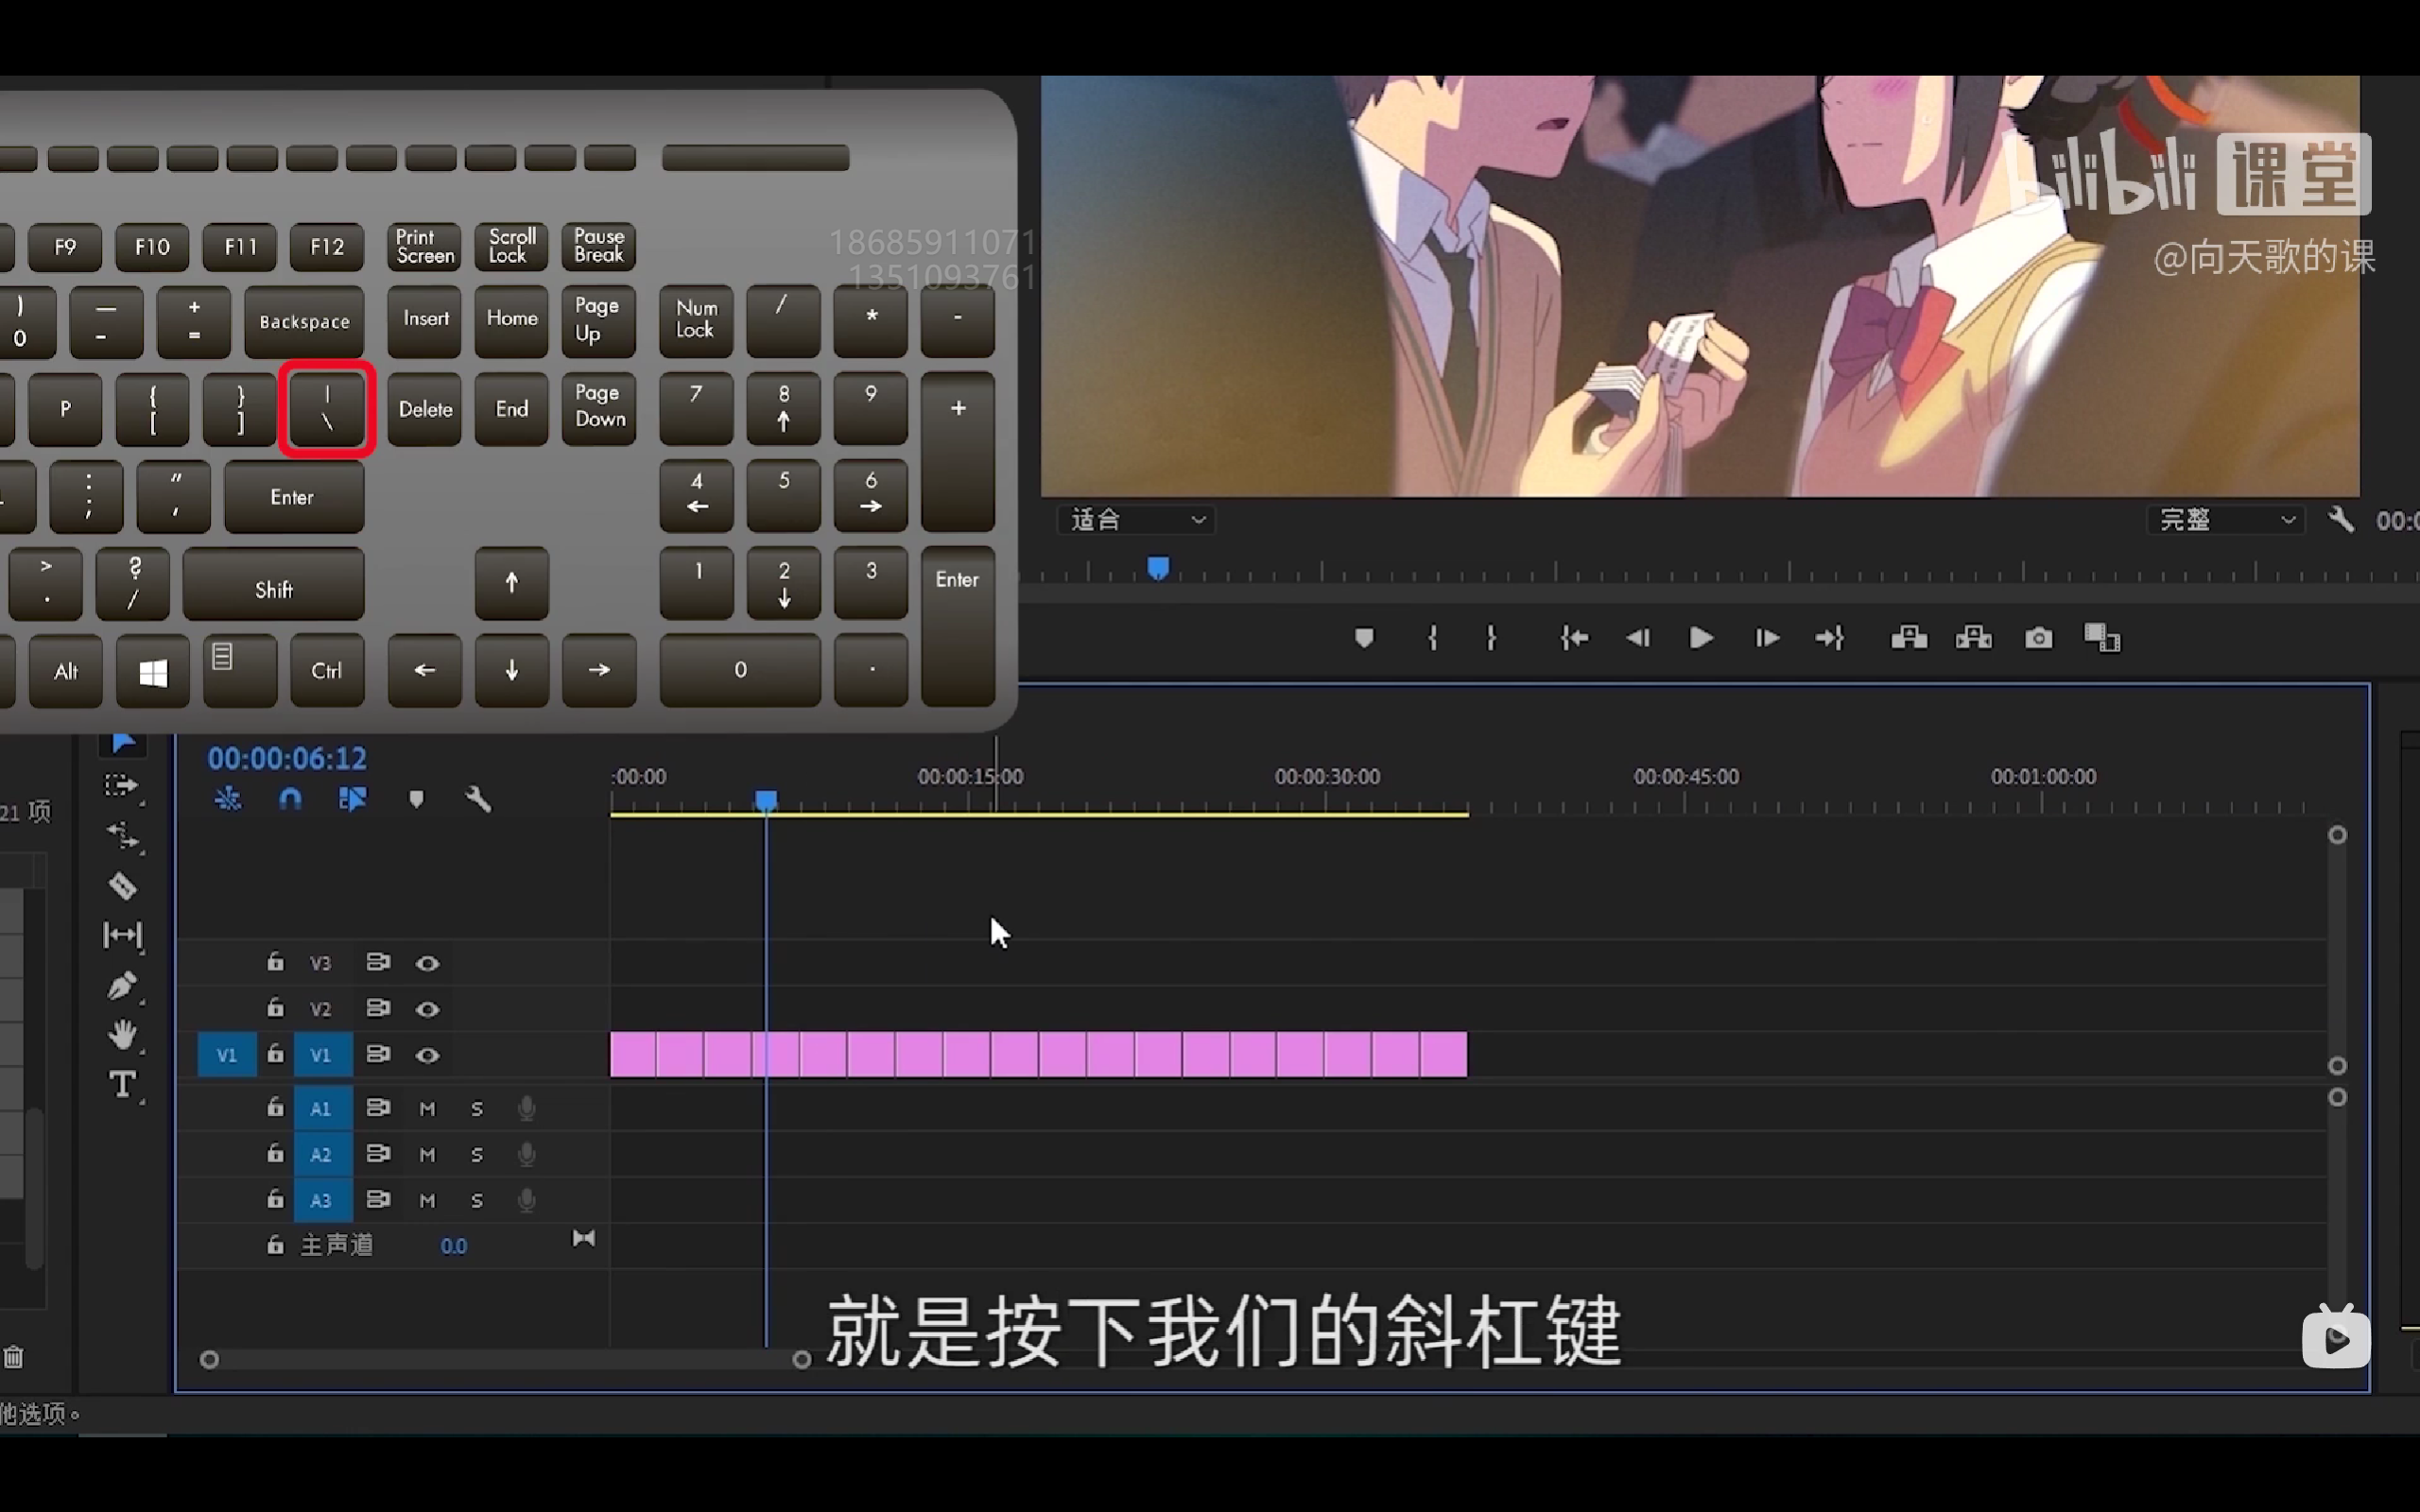 bilibili 课堂
@向天歌的课
18685911071
1351093761
F9 F10 F11 F12 Print Screen Scroll Lock Pause Break
) 0 — - + = Backspace Insert Home Page Up Num Lock / * -
P { [ } ] | \ Delete End Page Down 7 8 ↑ 9 +
: ; " ' Enter 4 ← 5 6 →
> . ? / Shift ↑ 1 2 ↓ 3 Enter
Alt Ctrl ← ↓ → 0 .
适合 完整 00:0
00:00:06:12
:00:00 00:00:15:00 00:00:30:00 00:00:45:00 00:01:00:00
21 项
V3
V2
V1 V1
A1 M S
A2 M S
A3 M S
主声道 0.0
就是按下我们的斜杠键
他选项。